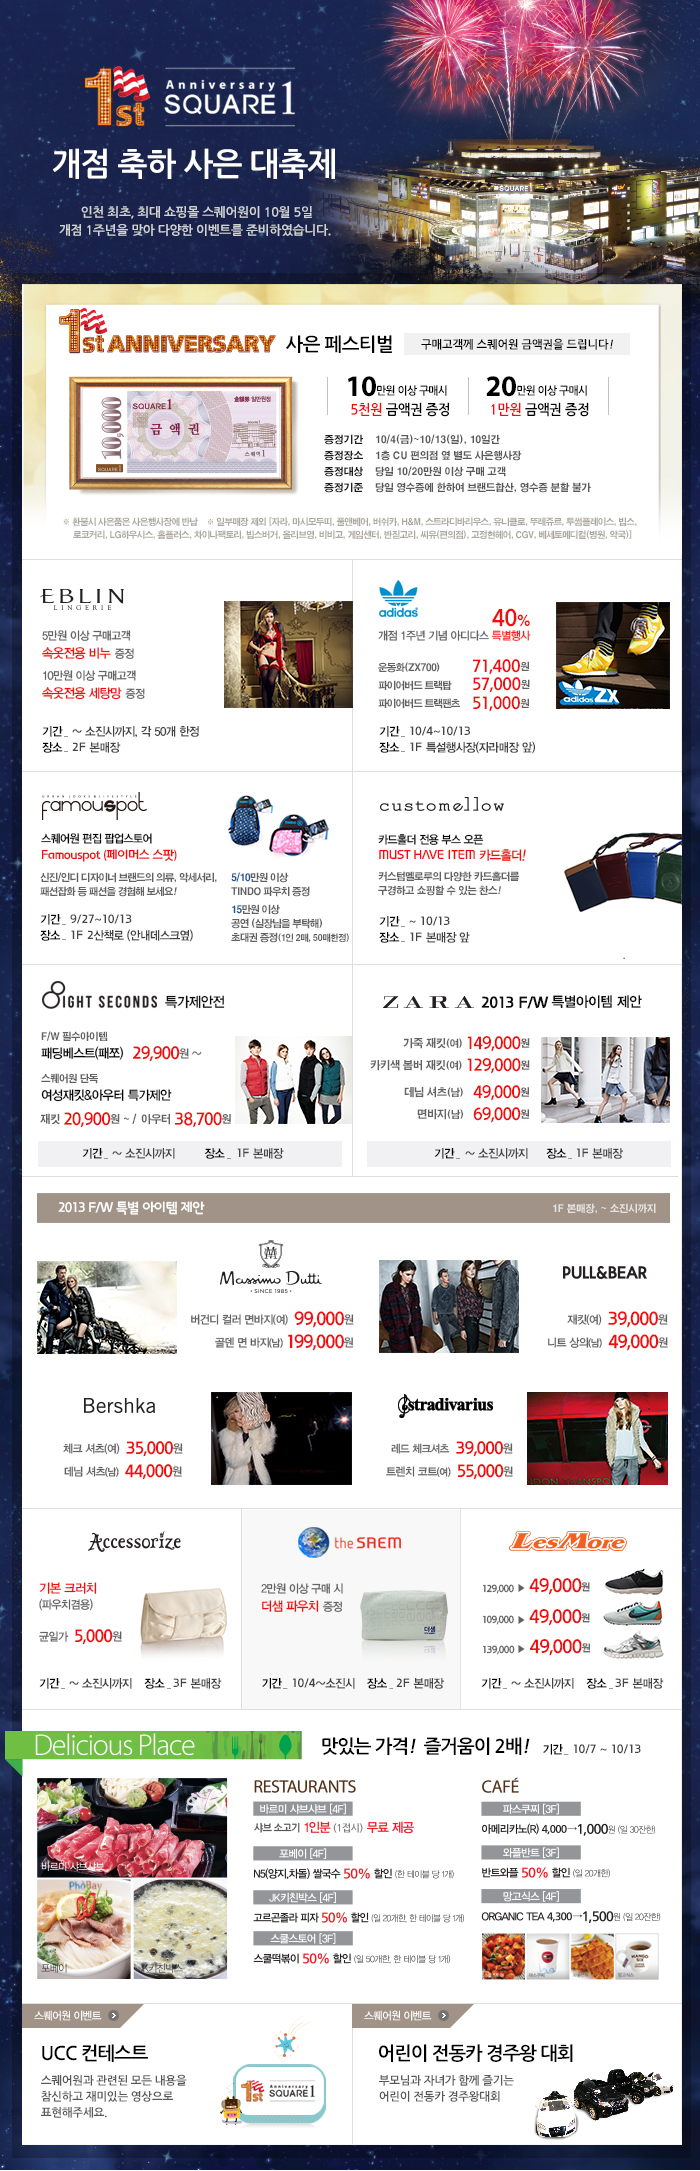 1st Anniversary
SQUARE 1
개점 축하 사은 대축제
인천 최초, 최대 쇼핑몰 스퀘어원이 10월 5일
개점 1주년을 맞아 다양한 이벤트를 준비하였습니다.
SQUARE 1
1st ANNIVERSARY 사은 페스티벌 구매고객께 스퀘어원 금액권을 드립니다!
10,000
SQUARE 1 금액권 일만원정
금 액 권
스퀘어1
SQUARE 1
10만원 이상 구매시
5천원 금액권 증정
20만원 이상 구매시
1만원 금액권 증정
증정기간 10/4(금)~10/13(일), 10일간
증정장소 1층 CU 편의점 옆 별도 사은행사장
증정대상 당일 10/20만원 이상 구매 고객
증정기준 당일 영수증에 한하여 브랜드합산, 영수증 분할 불가
※ 환불시 사은품은 사은행사장에 반납 ※ 일부매장 제외 [자라, 마시모두띠, 풀앤베어, 버쉬카, H&M, 스트라디바리우스, 유니클로, 뚜레쥬르, 투썸플레이스, 빕스,
로코커리, LG하우시스, 홈플러스, 차이나팩토리, 빕스버거, 올리브영, 비비고, 게임센터, 반짇고리, 씨유(편의점), 고정현헤어, CGV, 베세토메디컬(병원, 약국)]
EBLIN
LINGERIE
5만원 이상 구매고객
속옷전용 비누 증정
10만원 이상 구매고객
속옷전용 세탁망 증정
기간_ ~ 소진시까지, 각 50개 한정
장소_ 2F 본매장
adidas
40%
개점 1주년 기념 아디다스 특별행사
운동화(ZX700) 71,400원
파이어버드 트랙탑 57,000원
파이어버드 트랙팬츠 51,000원
adidas ZX
기간_ 10/4~10/13
장소_ 1F 특설행사장(자라매장 앞)
URBAN LOOK&LIFESTYLE
famouspot
스퀘어원 편집 팝업스토어
Famouspot (페이머스 스팟)
신진/인디 디자이너 브랜드의 의류, 악세서리,
패션잡화 등 패션을 경험해 보세요!
기간_ 9/27~10/13
장소_ 1F 2산책로 (안내데스크옆)
5/10만원 이상
TINDO 파우치 증정
15만원 이상
공연 (실장님을 부탁해)
초대권 증정(1인 2매, 50매한정)
customellow
카드홀더 전용 부스 오픈
MUST HAVE ITEM 카드홀더!
커스텀멜로우의 다양한 카드홀더를
구경하고 쇼핑할 수 있는 찬스!
기간_ ~ 10/13
장소_ 1F 본매장 앞
8IGHT SECONDS 특가제안전
F/W 필수아이템
패딩베스트(패쪼) 29,900원 ~
스퀘어원 단독
여성재킷&아우터 특가제안
재킷 20,900원 ~ / 아우터 38,700원
기간_ ~ 소진시까지 장소_ 1F 본매장
ZARA 2013 F/W 특별아이템 제안
가죽 재킷(여) 149,000원
카키색 봄버 재킷(여) 129,000원
데님 셔츠(남) 49,000원
면바지(남) 69,000원
기간_ ~ 소진시까지 장소_ 1F 본매장
2013 F/W 특별 아이템 제안 1F 본매장, ~ 소진시까지
Massimo Dutti
• SINCE 1985 •
버건디 컬러 면바지(여) 99,000원
골덴 면 바지(남) 199,000원
PULL&BEAR
재킷(여) 39,000원
니트 상의(남) 49,000원
Bershka
체크 셔츠(여) 35,000원
데님 셔츠(남) 44,000원
stradivarius
레드 체크셔츠 39,000원
트렌치 코트(여) 55,000원
Accessorize
기본 크러치
(파우치겸용)
균일가 5,000원
기간_ ~ 소진시까지 장소_3F 본매장
the SAEM
2만원 이상 구매 시
더샘 파우치 증정
더샘
기간_ 10/4~소진시 장소_ 2F 본매장
LesMore
129,000 ▶ 49,000원
109,000 ▶ 49,000원
139,000 ▶ 49,000원
기간_ ~ 소진시까지 장소_3F 본매장
Delicious Place 맛있는 가격! 즐거움이 2배! 기간_ 10/7 ~ 10/13
바르미 샤브샤브
PhoBay
포베이
JK키친박스
RESTAURANTS
바르미 샤브샤브 [4F]
샤브 소고기 1인분 (1접시) 무료 제공
포베이 [4F]
N5(양지,차돌) 쌀국수 50% 할인 (한 테이블 당 1개)
JK키친박스 [4F]
고르곤졸라 피자 50% 할인 (일 20개한, 한 테이블 당 1개)
스쿨스토어 [3F]
스쿨떡볶이 50% 할인 (일 50개한, 한 테이블 당 1개)
CAFÉ
파스쿠찌 [3F]
아메리카노(R) 4,000→1,000원 (일 30잔한)
와플반트 [3F]
반트와플 50% 할인 (일 20개한)
망고식스 [4F]
ORGANIC TEA 4,300→1,500원 (일 20잔한)
스퀘어원 이벤트
UCC 컨테스트
스퀘어원과 관련된 모든 내용을
참신하고 재미있는 영상으로
표현해주세요.
1st Anniversary
SQUARE 1
스퀘어원 이벤트
어린이 전동카 경주왕 대회
부모님과 자녀가 함께 즐기는
어린이 전동카 경주왕대회